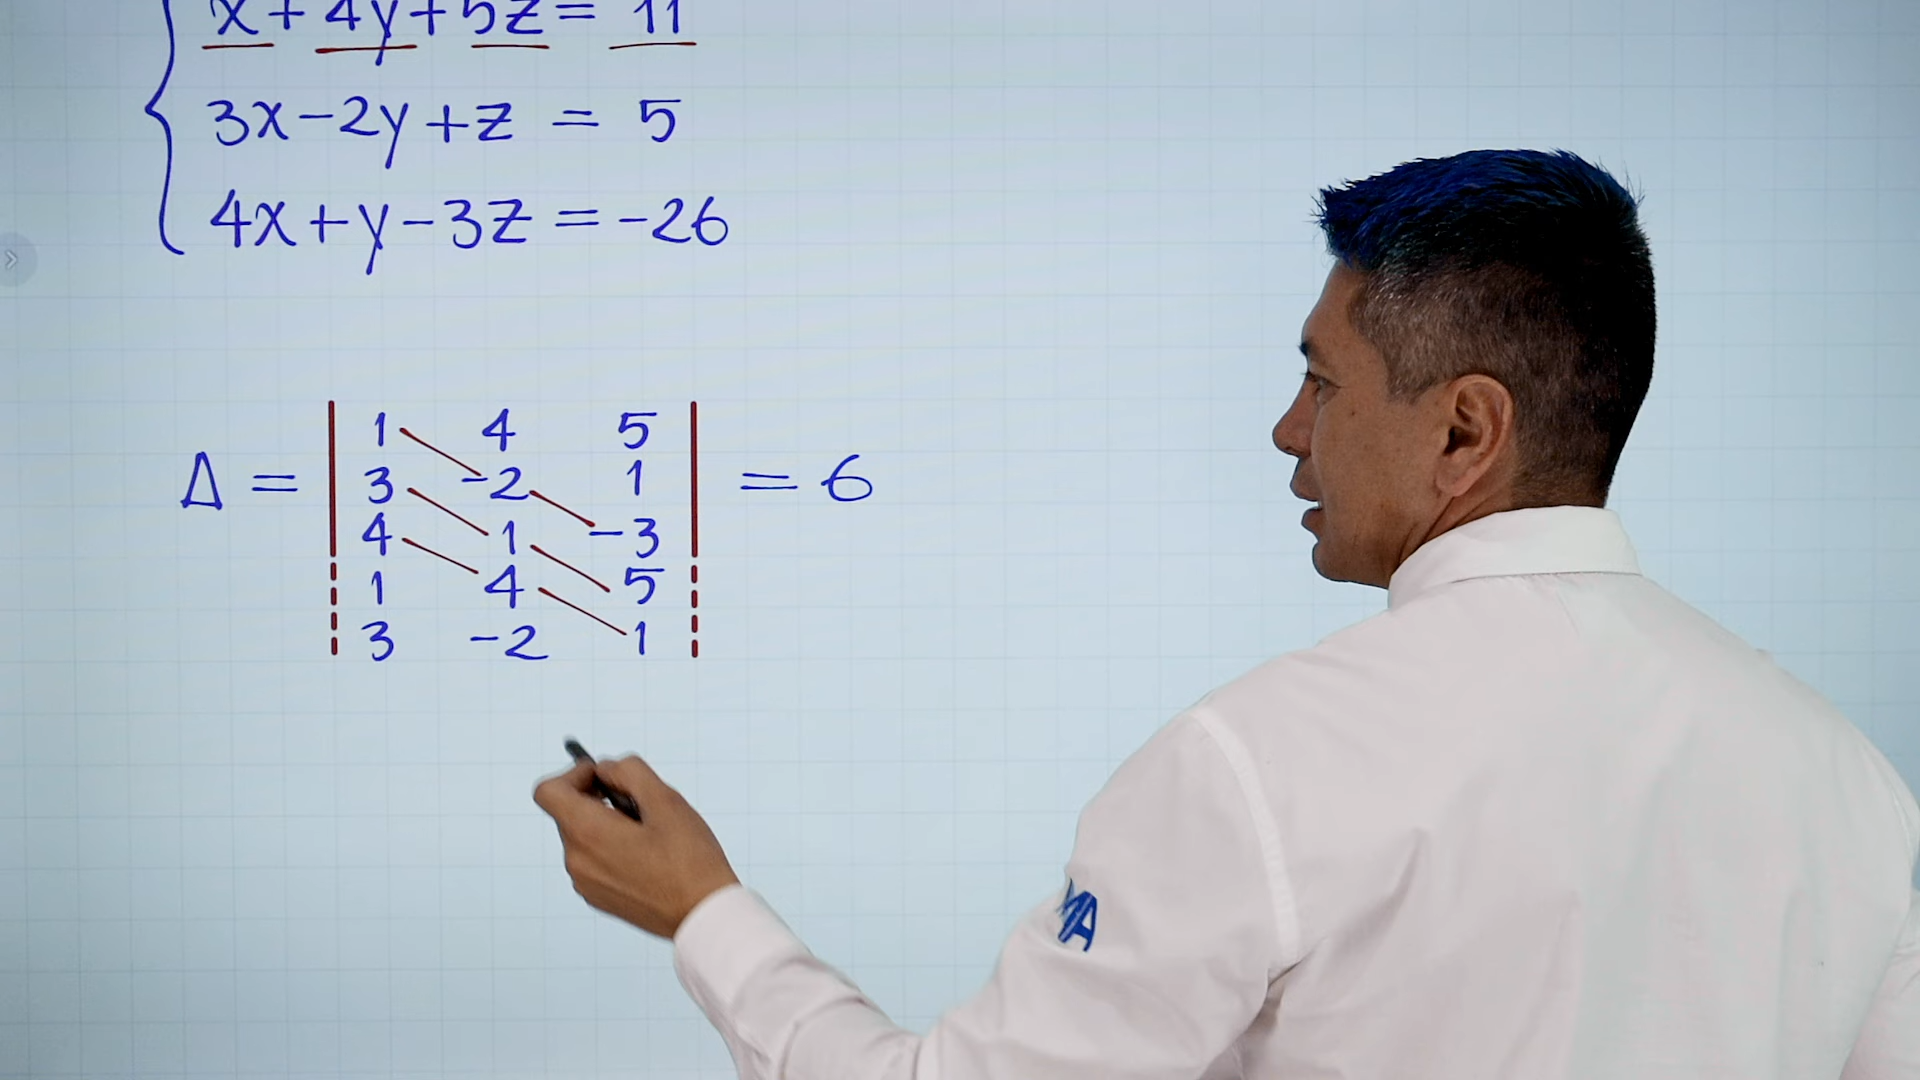 x + 4y + 5z = 11
3x - 2y + z = 5
4x + y - 3z = -26
Δ = | 1 4 5 | = 6
3 -2 1
4 1 -3
1 4 5
3 -2 1
MA